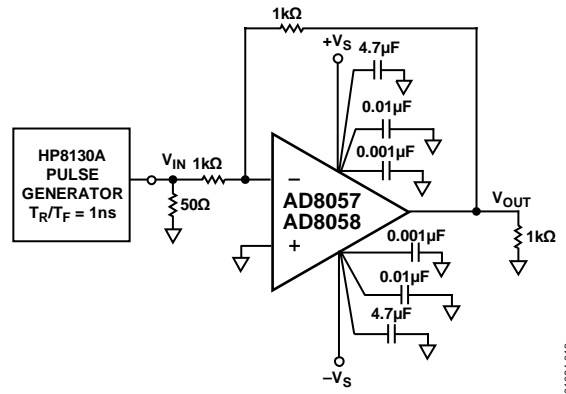 1kΩ
+VS
4.7µF
0.01µF
0.001µF
HP8130A
PULSE
GENERATOR
TR/TF = 1ns
VIN
1kΩ
50Ω
–
+
AD8057
AD8058
VOUT
1kΩ
0.001µF
0.01µF
4.7µF
–VS